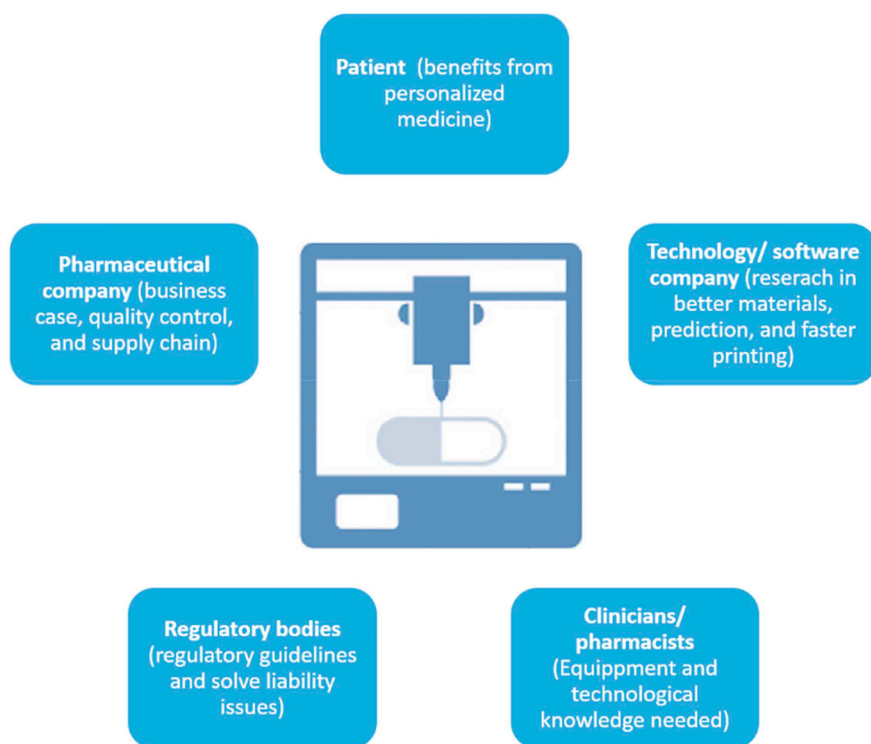 Patient (benefits from
personalized
medicine)
Pharmaceutical
company (business
case, quality control,
and supply chain)
Technology/ software
company (reserach in
better materials,
prediction, and faster
printing)
Regulatory bodies
(regulatory guidelines
and solve liability
issues)
Clinicians/
pharmacists
(Equippment and
technological
knowledge needed)